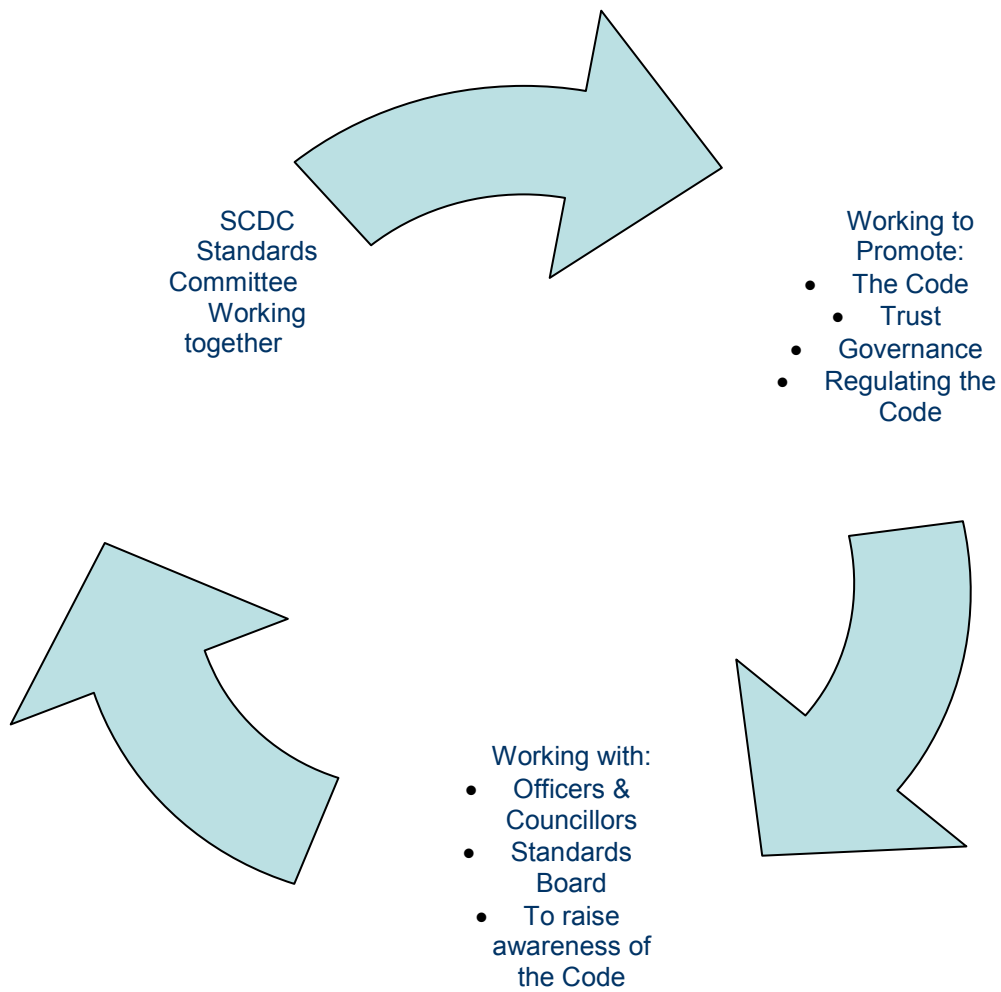 SCDC
Standards
Committee
Working
together
Working to
Promote:
• The Code
• Trust
• Governance
• Regulating the
Code
Working with:
• Officers &
Councillors
• Standards
Board
• To raise
awareness of
the Code